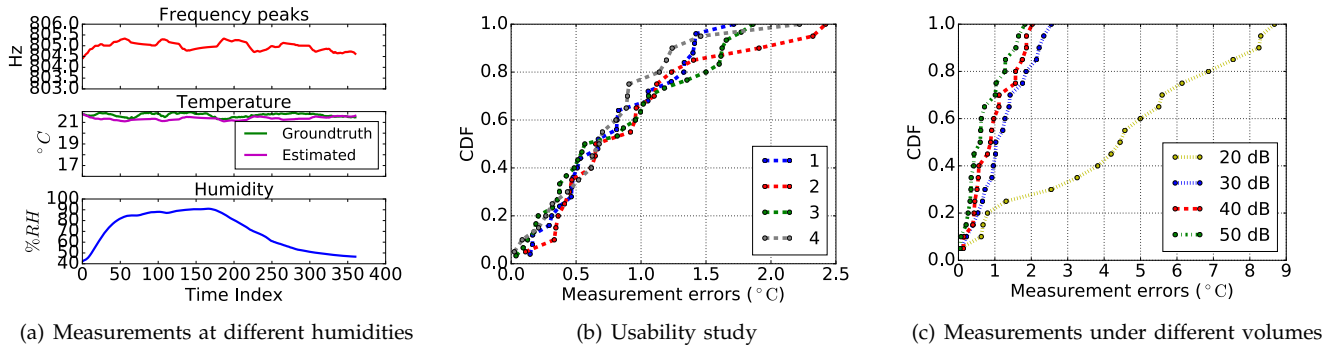 Frequency peaks
Hz
806.0
805.5
805.0
804.5
804.0
803.5
803.0
Temperature
°C
21
19
17
Groundtruth
Estimated
Humidity
%RH
100
90
80
70
60
50
40
0 50 100 150 200 250 300 350 400
Time Index
(a) Measurements at different humidities
CDF
1.0
0.8
0.6
0.4
0.2
0.0
1
2
3
4
0.0 0.5 1.0 1.5 2.0 2.5
Measurement errors (°C)
(b) Usability study
CDF
1.0
0.8
0.6
0.4
0.2
0.0
20 dB
30 dB
40 dB
50 dB
0 1 2 3 4 5 6 7 8 9
Measurement errors (°C)
(c) Measurements under different volumes